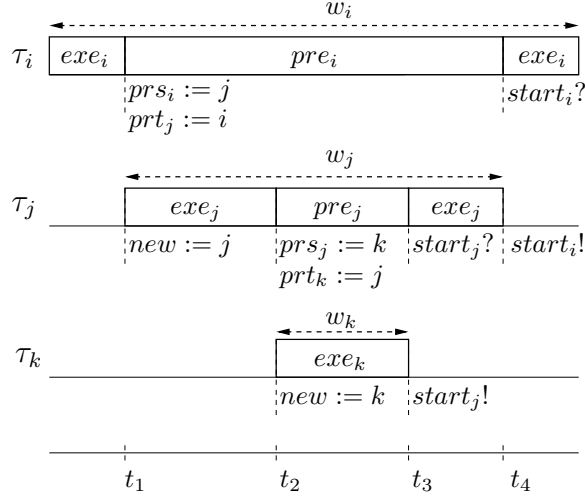 w_i
τ_i exe_i pre_i exe_i
prs_i := j start_i?
prt_j := i
w_j
τ_j exe_j pre_j exe_j
new := j prs_j := k start_j? start_i!
prt_k := j
w_k
τ_k exe_k
new := k start_j!
t_1 t_2 t_3 t_4